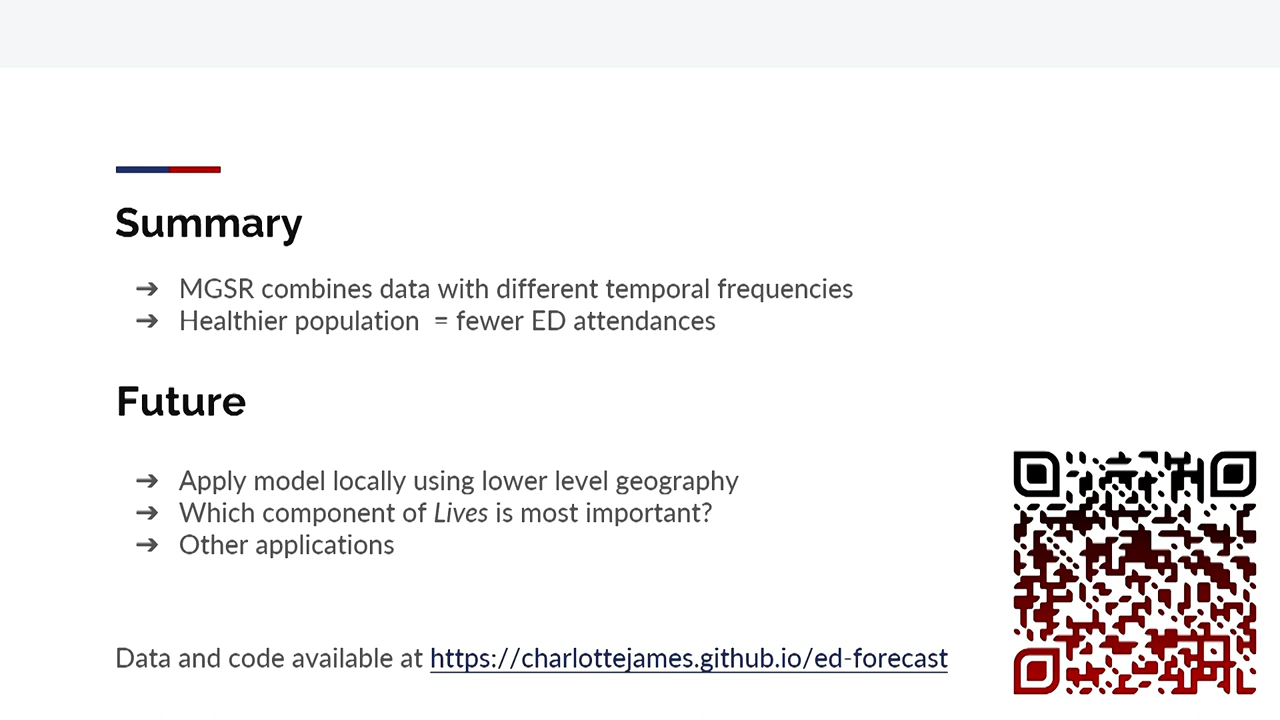 Summary
➔ MGSR combines data with different temporal frequencies
➔ Healthier population = fewer ED attendances
Future
➔ Apply model locally using lower level geography
➔ Which component of Lives is most important?
➔ Other applications
Data and code available at https://charlottejames.github.io/ed-forecast